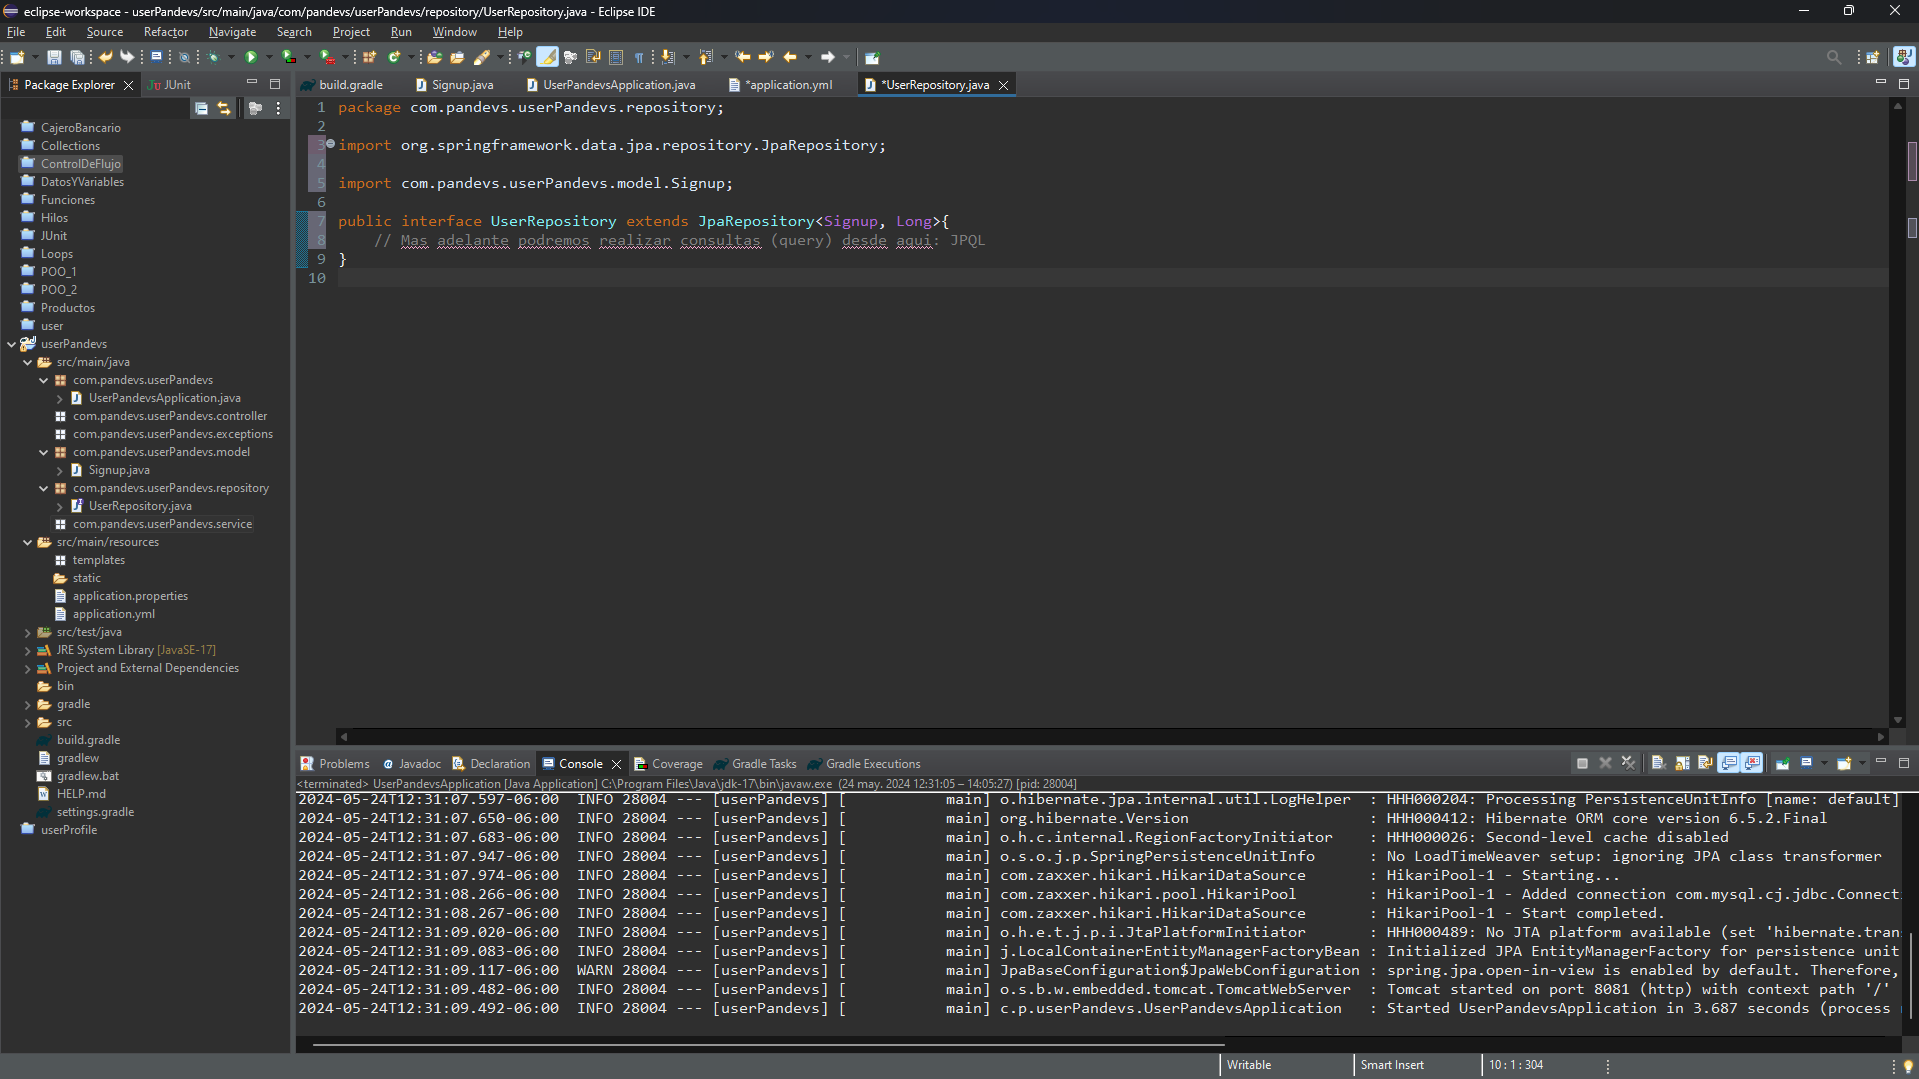 eclipse-workspace - userPandevs/src/main/java/com/pandevs/userPandevs/repository/UserRepository.java - Eclipse IDE
File Edit Source Refactor Navigate Search Project Run Window Help
Package Explorer
JUnit
CajeroBancario
Collections
ControlDeFlujo
DatosYVariables
Funciones
Hilos
JUnit
Loops
POO_1
POO_2
Productos
user
userPandevs
src/main/java
com.pandevs.userPandevs
UserPandevsApplication.java
com.pandevs.userPandevs.controller
com.pandevs.userPandevs.exceptions
com.pandevs.userPandevs.model
Signup.java
com.pandevs.userPandevs.repository
UserRepository.java
com.pandevs.userPandevs.service
src/main/resources
templates
static
application.properties
application.yml
src/test/java
JRE System Library [JavaSE-17]
Project and External Dependencies
bin
gradle
src
build.gradle
gradlew
gradlew.bat
HELP.md
settings.gradle
userProfile
build.gradle Signup.java UserPandevsApplication.java *application.yml *UserRepository.java
1 package com.pandevs.userPandevs.repository;
2
3 import org.springframework.data.jpa.repository.JpaRepository;
4
5 import com.pandevs.userPandevs.model.Signup;
6
7 public interface UserRepository extends JpaRepository<Signup, Long>{
8 // Mas adelante podremos realizar consultas (query) desde aqui: JPQL
9 }
10
Problems Javadoc Declaration Console Coverage Gradle Tasks Gradle Executions
<terminated> UserPandevsApplication [Java Application] C:\Program Files\Java\jdk-17\bin\javaw.exe (24 may. 2024 12:31:05 – 14:05:27) [pid: 28004]
2024-05-24T12:31:07.597-06:00 INFO 28004 --- [userPandevs] [ main] o.hibernate.jpa.internal.util.LogHelper : HHH000204: Processing PersistenceUnitInfo [name: default]
2024-05-24T12:31:07.650-06:00 INFO 28004 --- [userPandevs] [ main] org.hibernate.Version : HHH000412: Hibernate ORM core version 6.5.2.Final
2024-05-24T12:31:07.683-06:00 INFO 28004 --- [userPandevs] [ main] o.h.c.internal.RegionFactoryInitiator : HHH000026: Second-level cache disabled
2024-05-24T12:31:07.947-06:00 INFO 28004 --- [userPandevs] [ main] o.s.o.j.p.SpringPersistenceUnitInfo : No LoadTimeWeaver setup: ignoring JPA class transformer
2024-05-24T12:31:07.974-06:00 INFO 28004 --- [userPandevs] [ main] com.zaxxer.hikari.HikariDataSource : HikariPool-1 - Starting...
2024-05-24T12:31:08.266-06:00 INFO 28004 --- [userPandevs] [ main] com.zaxxer.hikari.pool.HikariPool : HikariPool-1 - Added connection com.mysql.cj.jdbc.Connecti
2024-05-24T12:31:08.267-06:00 INFO 28004 --- [userPandevs] [ main] com.zaxxer.hikari.HikariDataSource : HikariPool-1 - Start completed.
2024-05-24T12:31:09.020-06:00 INFO 28004 --- [userPandevs] [ main] o.h.e.t.j.p.i.JtaPlatformInitiator : HHH000489: No JTA platform available (set 'hibernate.tran
2024-05-24T12:31:09.083-06:00 INFO 28004 --- [userPandevs] [ main] j.LocalContainerEntityManagerFactoryBean : Initialized JPA EntityManagerFactory for persistence unit
2024-05-24T12:31:09.117-06:00 WARN 28004 --- [userPandevs] [ main] JpaBaseConfiguration$JpaWebConfiguration : spring.jpa.open-in-view is enabled by default. Therefore,
2024-05-24T12:31:09.482-06:00 INFO 28004 --- [userPandevs] [ main] o.s.b.w.embedded.tomcat.TomcatWebServer : Tomcat started on port 8081 (http) with context path '/'
2024-05-24T12:31:09.492-06:00 INFO 28004 --- [userPandevs] [ main] c.p.userPandevs.UserPandevsApplication : Started UserPandevsApplication in 3.687 seconds (process
Writable Smart Insert 10 : 1 : 304